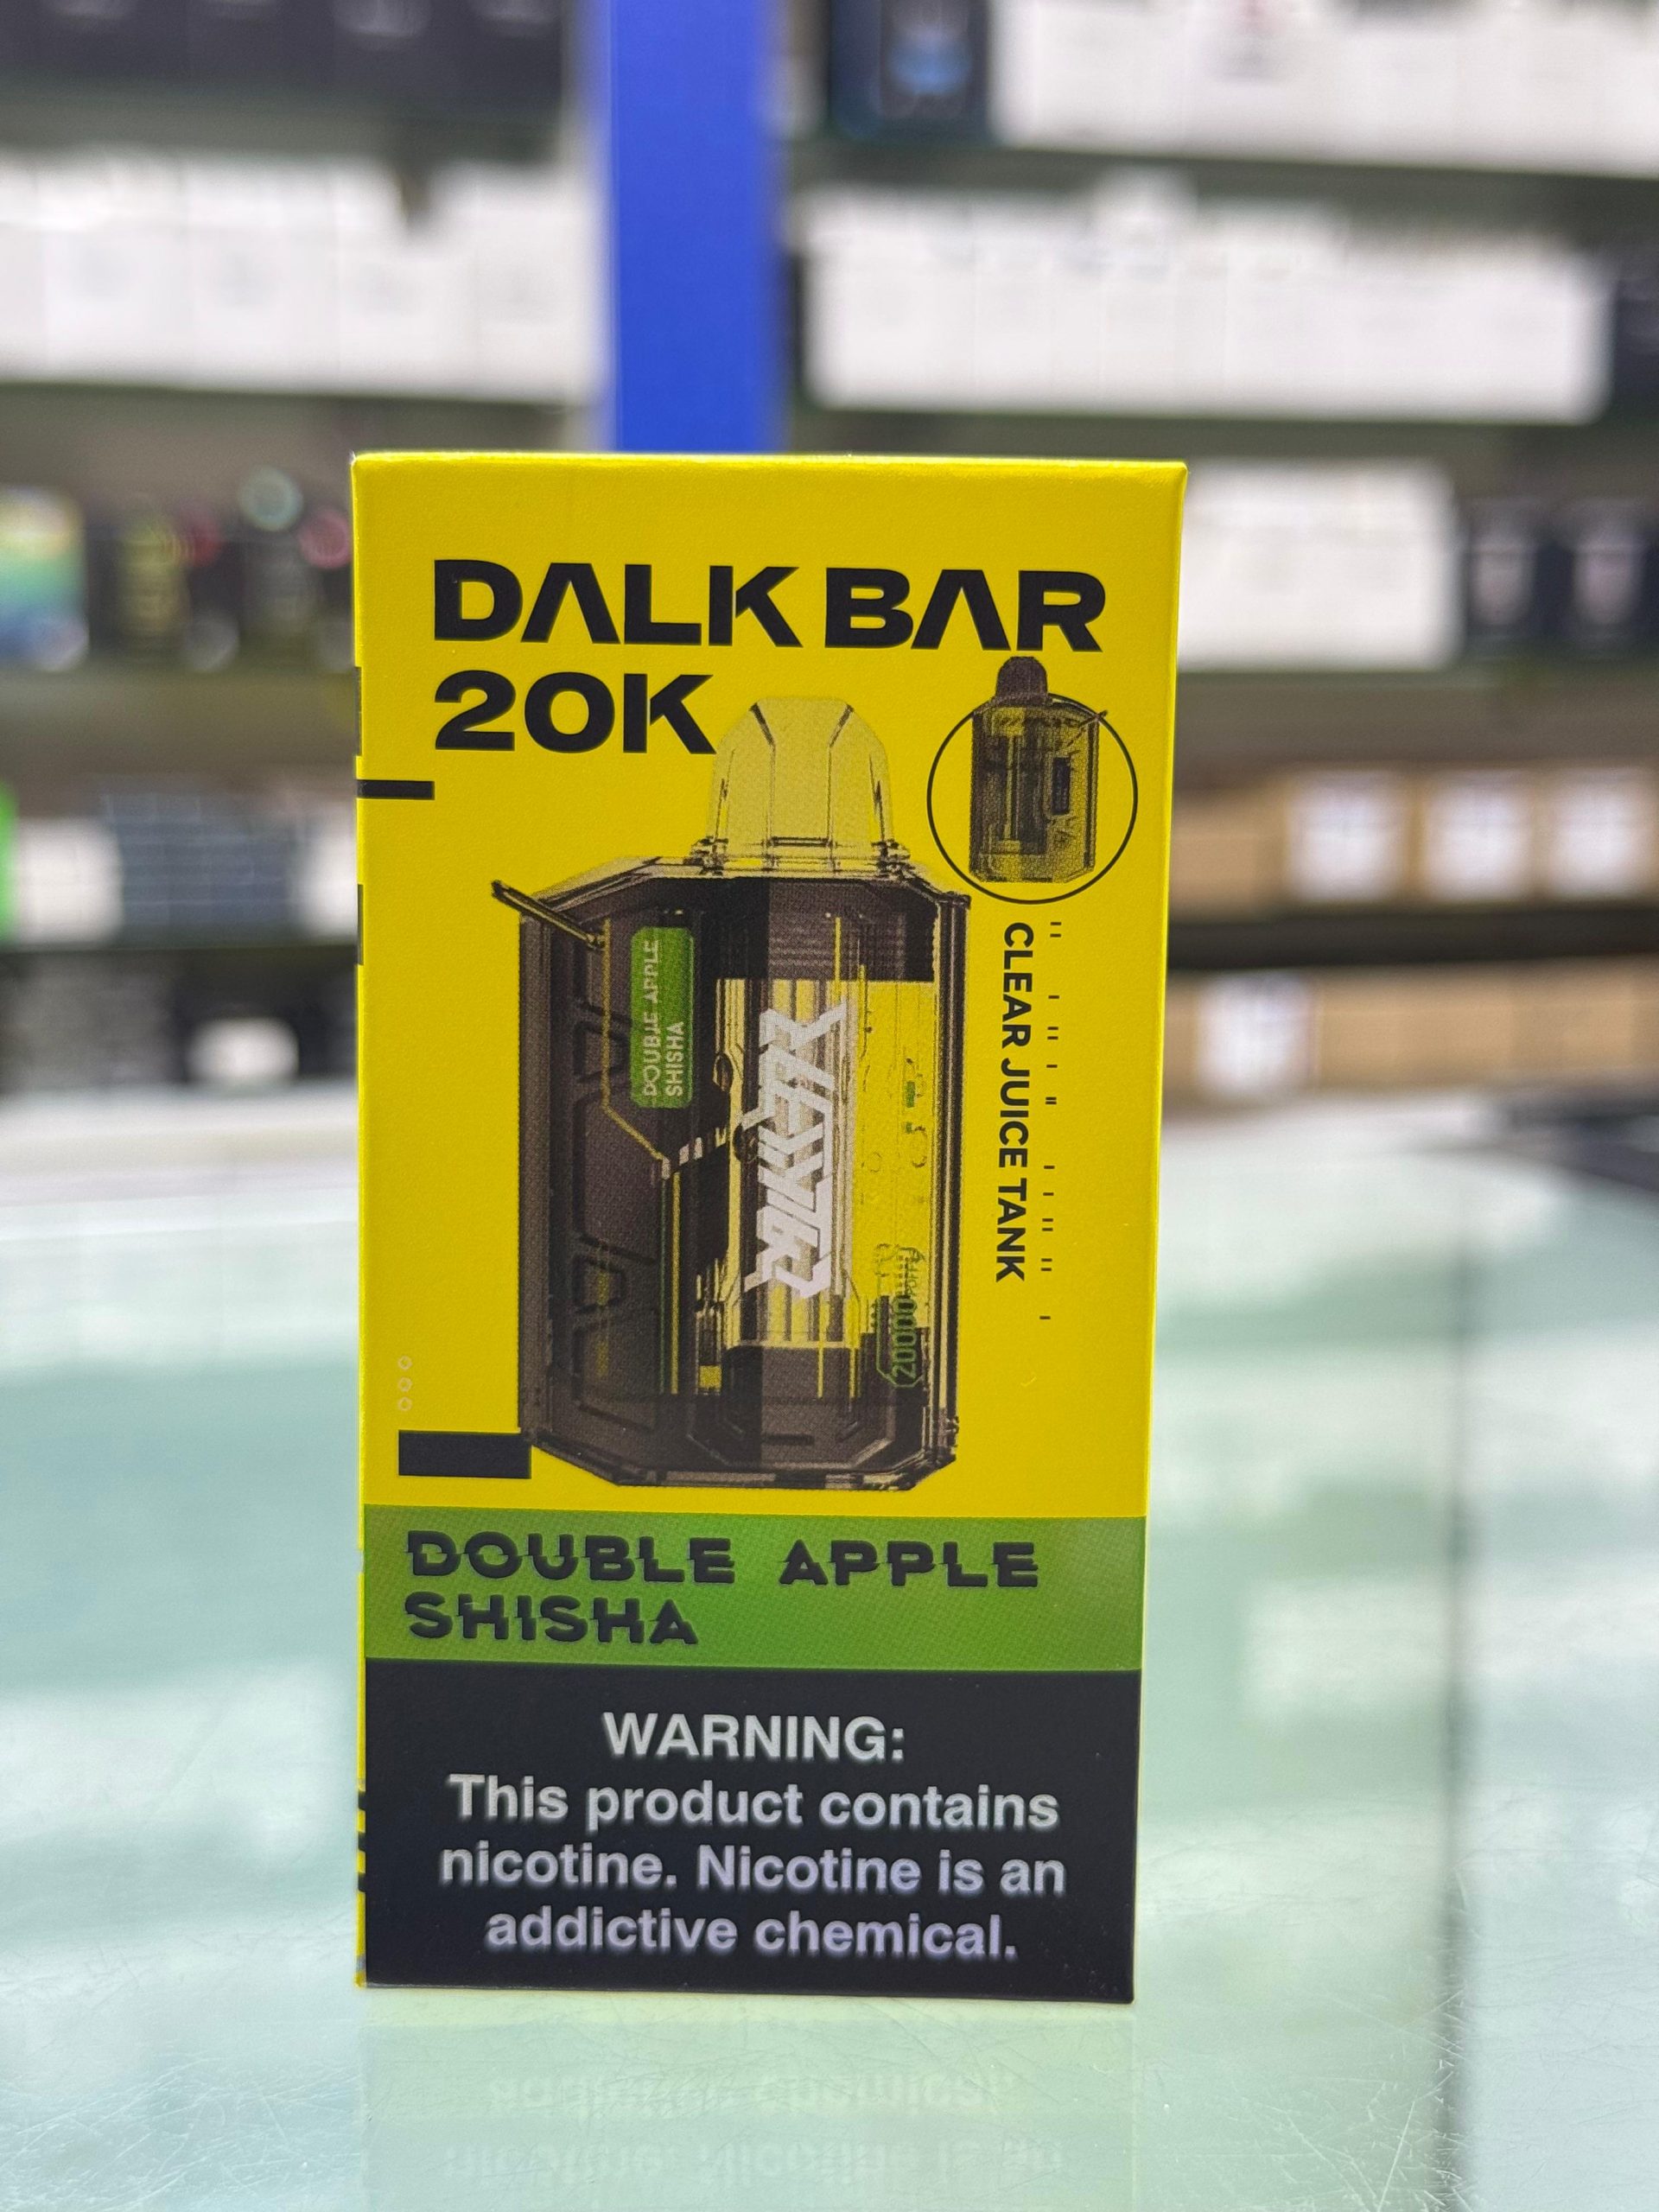 DALK BAR
20K
DOUBLE APPLE
SHISHA
CLEAR JUICE TANK
20000
DOUBLE APPLE
SHISHA
WARNING:
This product contains
nicotine. Nicotine is an
addictive chemical.